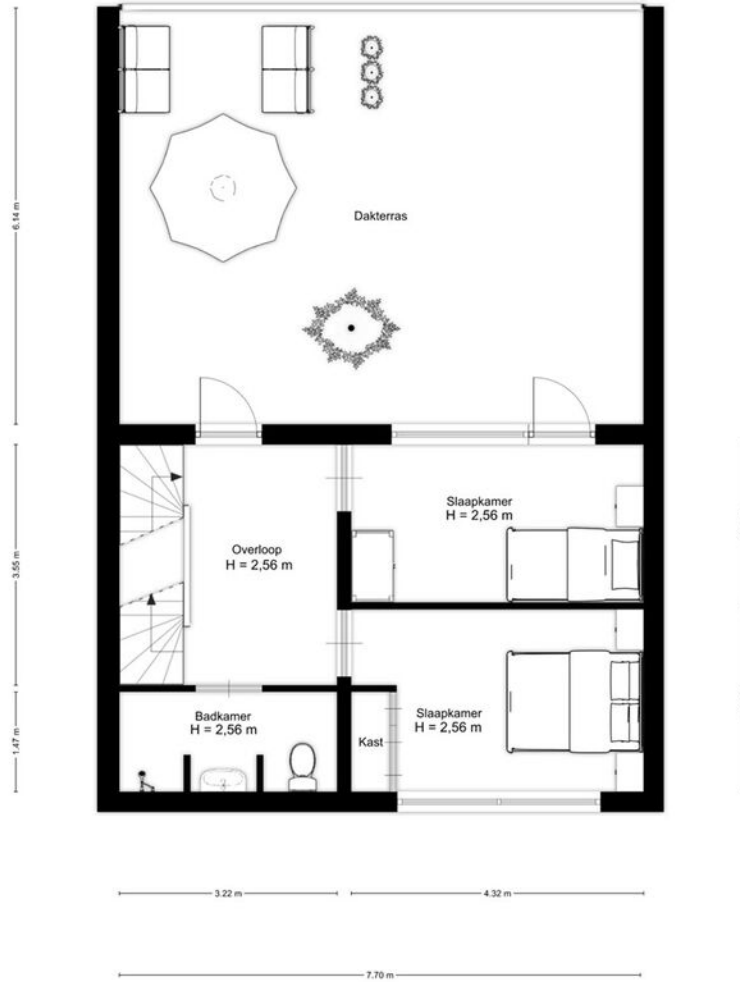 6.14 m
Dakterras
3.55 m
Slaapkamer
H = 2,56 m
Overloop
H = 2,56 m
1.47 m
Badkamer
H = 2,56 m
Slaapkamer
H = 2,56 m
Kast
3.22 m
4.32 m
7.70 m